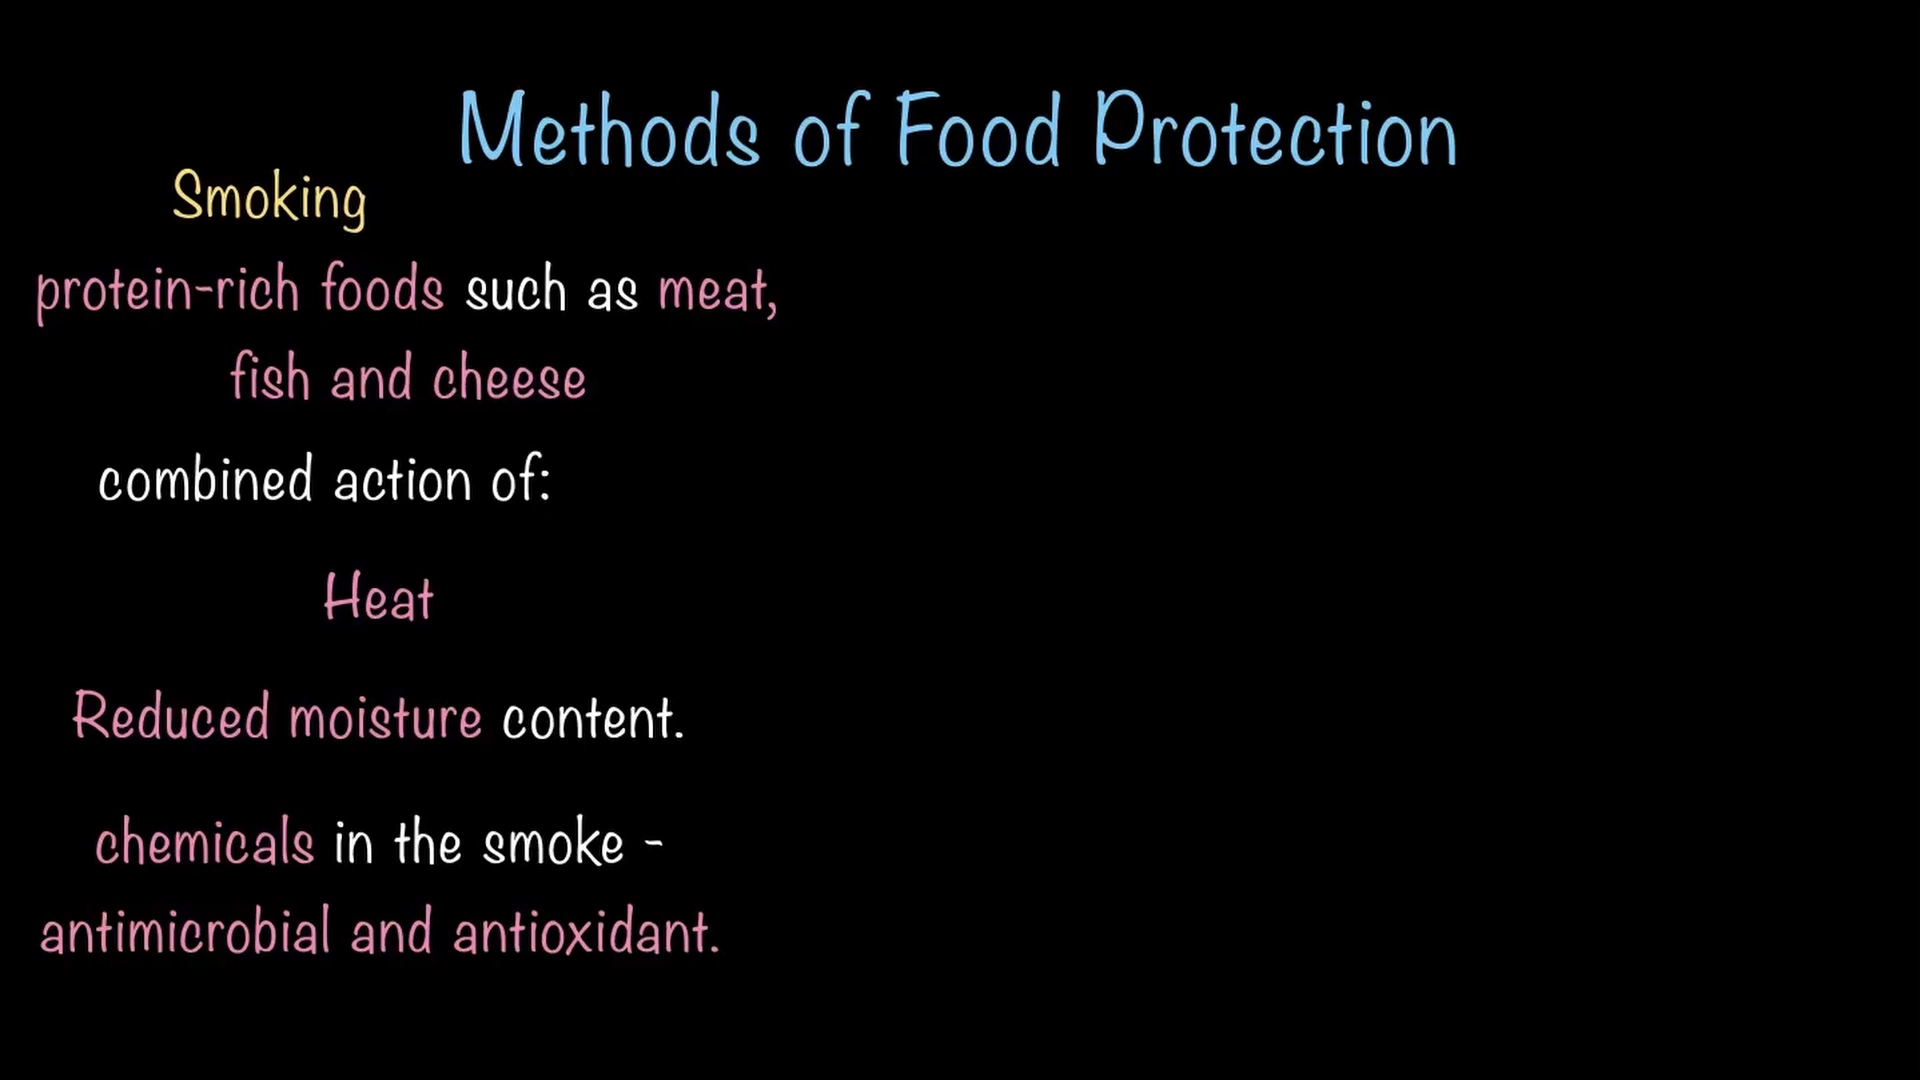 Methods of Food Protection
Smoking
protein-rich foods such as meat,
fish and cheese
combined action of:
Heat
Reduced moisture content.
chemicals in the smoke -
antimicrobial and antioxidant.